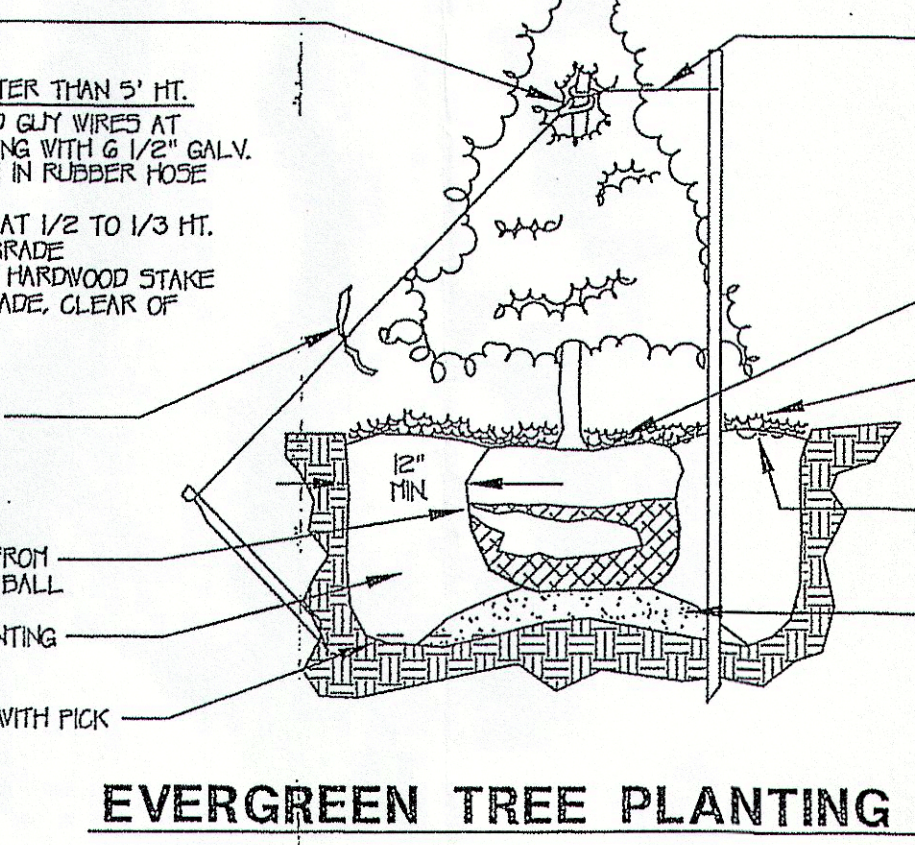 TER THAN 5' HT.
GUY WIRES AT
NG WITH 6 1/2" GALV.
IN RUBBER HOSE
AT 1/2 TO 1/3 HT.
GRADE
HARDWOOD STAKE
ADE, CLEAR OF
12"
MIN
FROM
BALL
NTING
WITH PICK
EVERGREEN TREE PLANTING